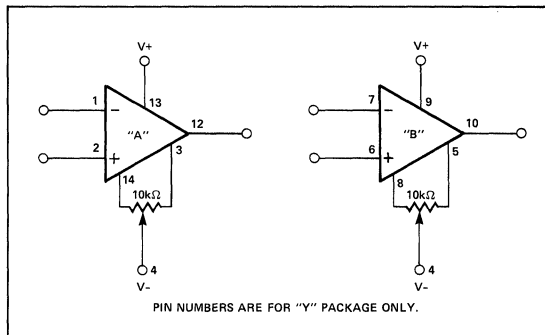 V+
V+
1
−
13
12
"A"
2
+
3
14
10kΩ
4
V−
7
−
9
10
"B"
6
+
5
8
10kΩ
4
V−
PIN NUMBERS ARE FOR "Y" PACKAGE ONLY.